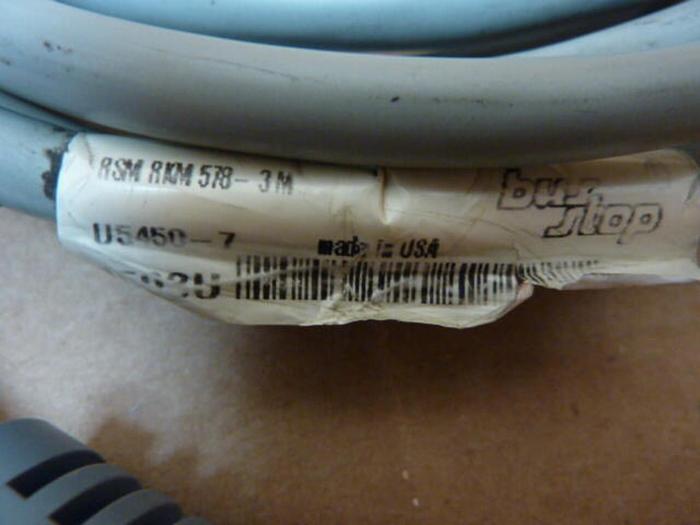 RSM RKM 578-3M
bus stop
U5450-7
made in USA